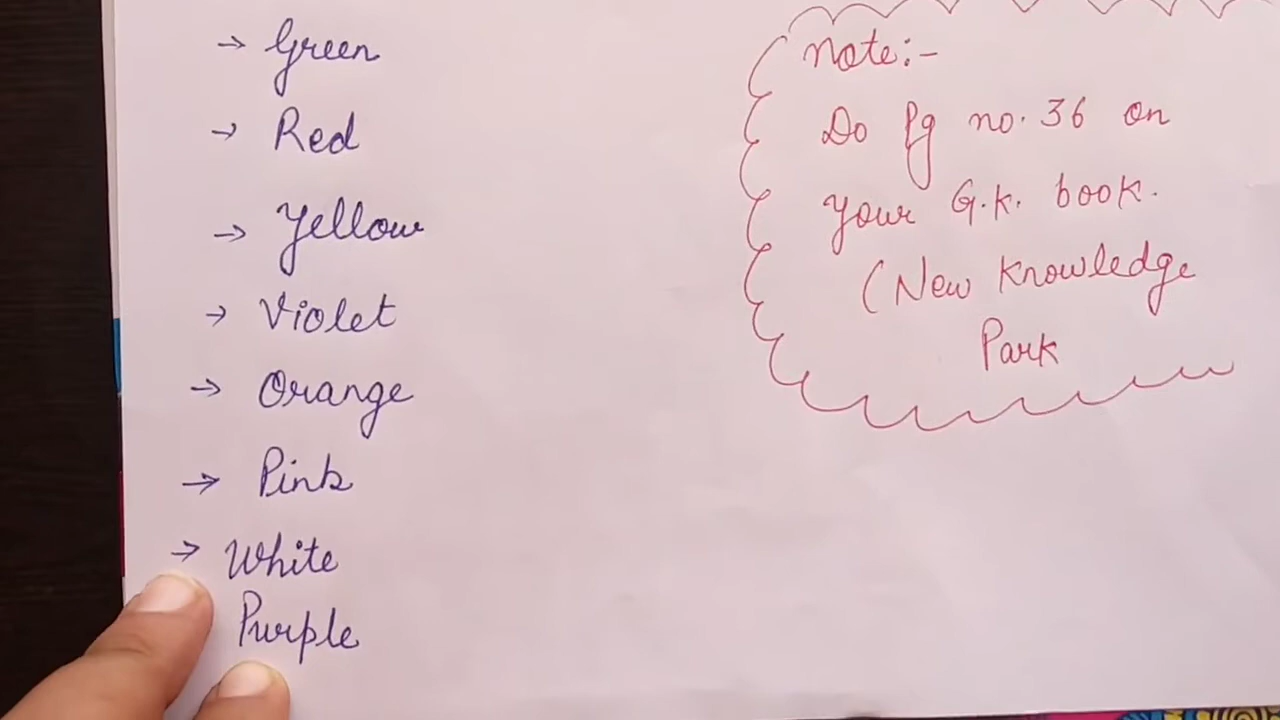 → Green
→ Red
→ Yellow
→ Violet
→ Orange
→ Pink
→ White
Purple
Note:-
Do Pg no. 36 on
your G.K. book.
(New Knowledge
Park